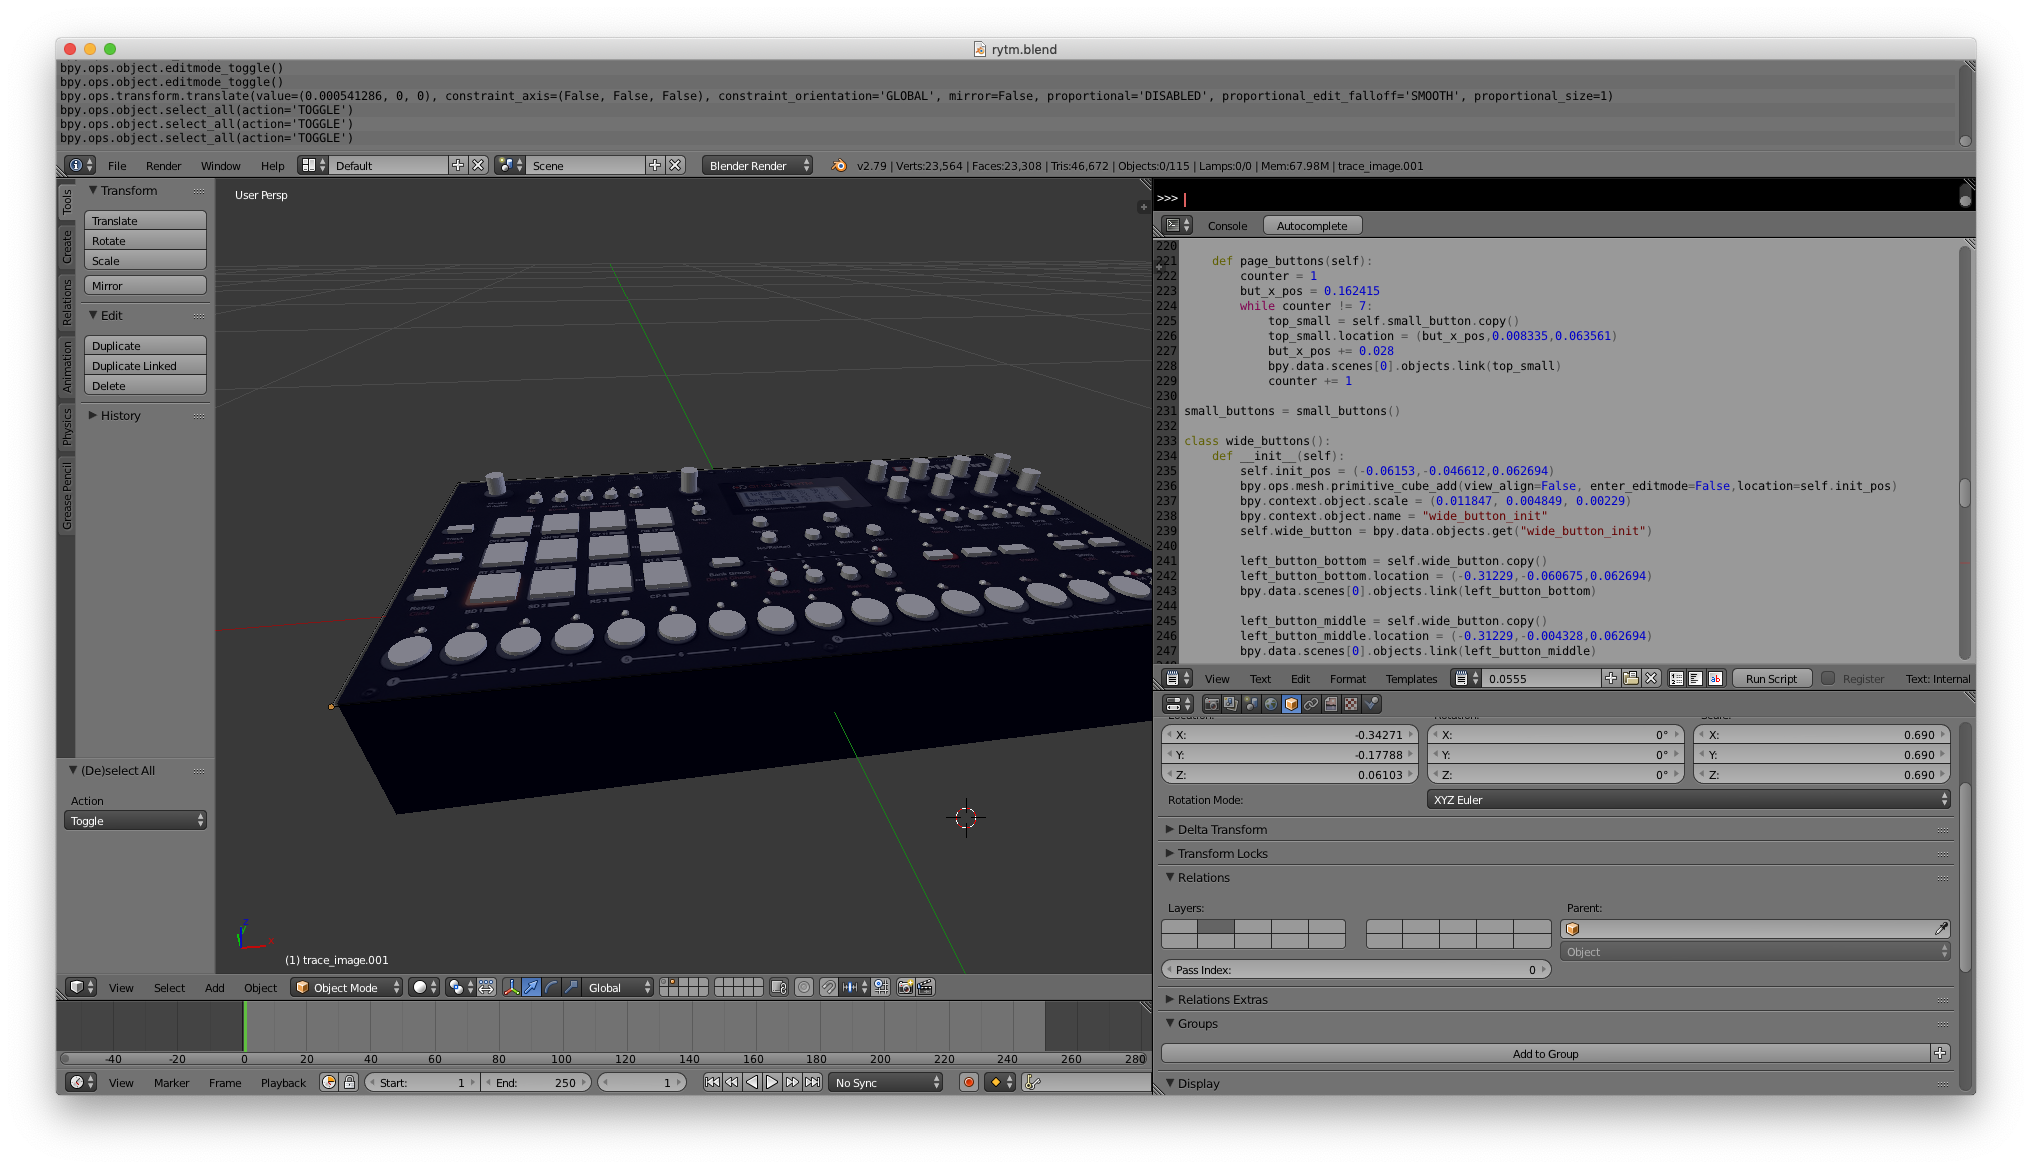 rytm.blend
bpy.ops.object.editmode_toggle()
bpy.ops.object.editmode_toggle()
bpy.ops.transform.translate(value=(0.000541286, 0, 0), constraint_axis=(False, False, False), constraint_orientation='GLOBAL', mirror=False, proportional='DISABLED', proportional_edit_falloff='SMOOTH', proportional_size=1)
bpy.ops.object.select_all(action='TOGGLE')
bpy.ops.object.select_all(action='TOGGLE')
bpy.ops.object.select_all(action='TOGGLE')
File Render Window Help Default Scene Blender Render v2.79 | Verts:23,564 | Faces:23,308 | Tris:46,672 | Objects:0/115 | Lamps:0/0 | Mem:67.98M | trace_image.001
Tools
Create
Relations
Animation
Physics
Grease Pencil
Transform
Translate
Rotate
Scale
Mirror
Edit
Duplicate
Duplicate Linked
Delete
History
(De)select All
Action
Toggle
User Persp
(1) trace_image.001
View Select Add Object Object Mode Global
-40 -20 0 20 40 60 80 100 120 140 160 180 200 220 240 260 280
View Marker Frame Playback Start: 1 End: 250 1 No Sync
>>>
Console Autocomplete
220
221 def page_buttons(self):
222 counter = 1
223 but_x_pos = 0.162415
224 while counter != 7:
225 top_small = self.small_button.copy()
226 top_small.location = (but_x_pos,0.008335,0.063561)
227 but_x_pos += 0.028
228 bpy.data.scenes[0].objects.link(top_small)
229 counter += 1
230
231 small_buttons = small_buttons()
232
233 class wide_buttons():
234 def __init__(self):
235 self.init_pos = (-0.06153,-0.046612,0.062694)
236 bpy.ops.mesh.primitive_cube_add(view_align=False, enter_editmode=False,location=self.init_pos)
237 bpy.context.object.scale = (0.011847, 0.004849, 0.00229)
238 bpy.context.object.name = "wide_button_init"
239 self.wide_button = bpy.data.objects.get("wide_button_init")
240
241 left_button_bottom = self.wide_button.copy()
242 left_button_bottom.location = (-0.31229,-0.060675,0.062694)
243 bpy.data.scenes[0].objects.link(left_button_bottom)
244
245 left_button_middle = self.wide_button.copy()
246 left_button_middle.location = (-0.31229,-0.004328,0.062694)
247 bpy.data.scenes[0].objects.link(left_button_middle)
View Text Edit Format Templates 0.0555 Run Script Register Text: Internal
X: -0.34271 X: 0° X: 0.690
Y: -0.17788 Y: 0° Y: 0.690
Z: 0.06103 Z: 0° Z: 0.690
Rotation Mode: XYZ Euler
Delta Transform
Transform Locks
Relations
Layers: Parent:
Object
Pass Index: 0
Relations Extras
Groups
Add to Group
Display